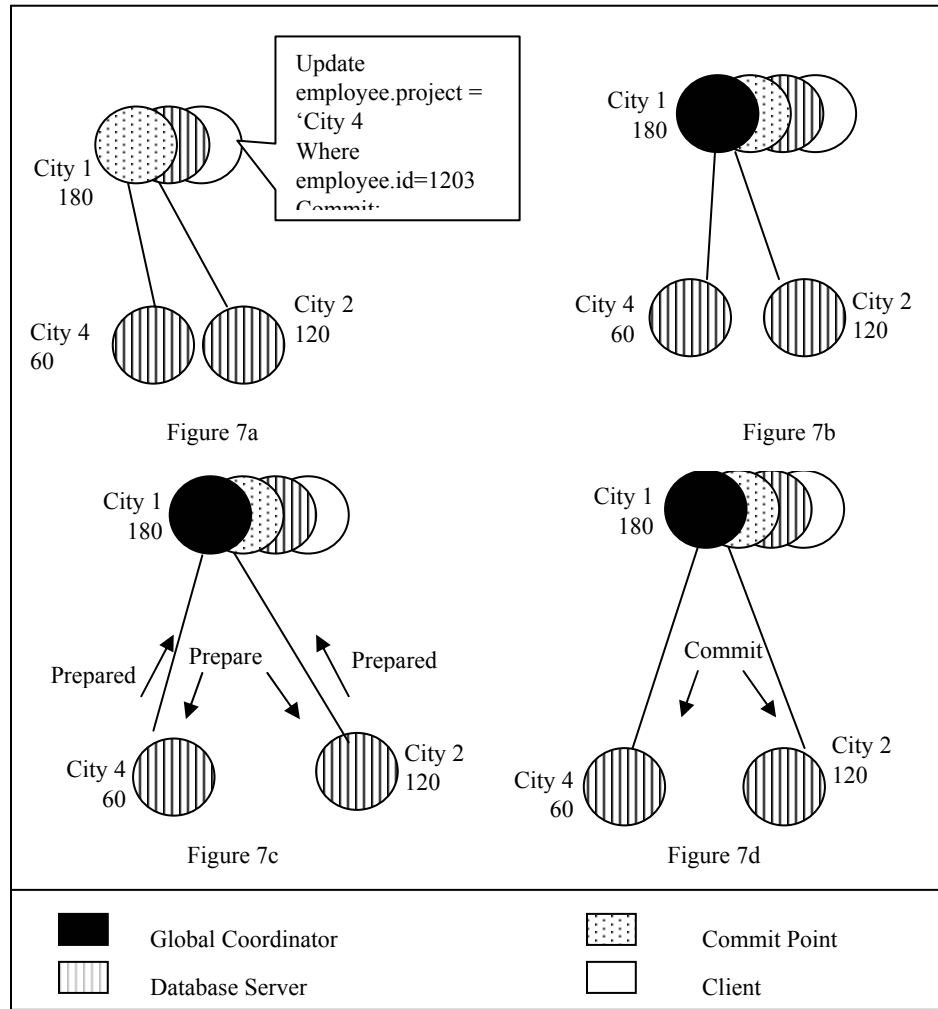 Update
employee.project =
‘City 4
Where
employee.id=1203
Commit;
City 1
180
City 4
60
City 2
120
Figure 7a
City 1
180
City 4
60
City 2
120
Figure 7b
City 1
180
Prepared
Prepare
Prepared
City 4
60
City 2
120
Figure 7c
City 1
180
Commit
City 4
60
City 2
120
Figure 7d
Global Coordinator
Commit Point
Database Server
Client